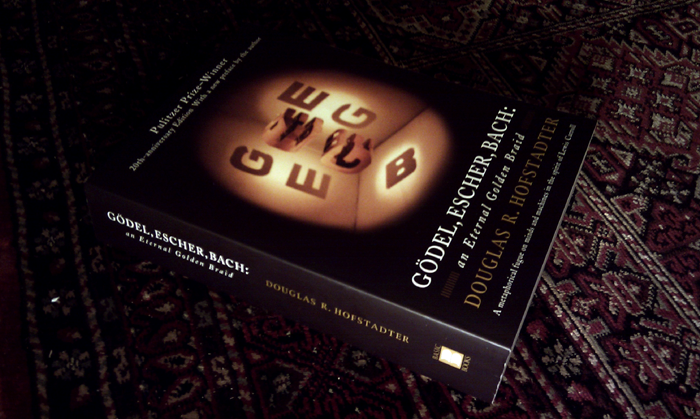 Pulitzer Prize-Winner
20th-anniversary Edition With a new preface by the author
E
G
G
E
B
GÖDEL, ESCHER, BACH:
an Eternal Golden Braid
DOUGLAS R. HOFSTADTER
A metaphorical fugue on minds and machines in the spirit of Lewis Carroll
GÖDEL, ESCHER, BACH:
an Eternal Golden Braid
DOUGLAS R. HOFSTADTER
BASIC
BOOKS